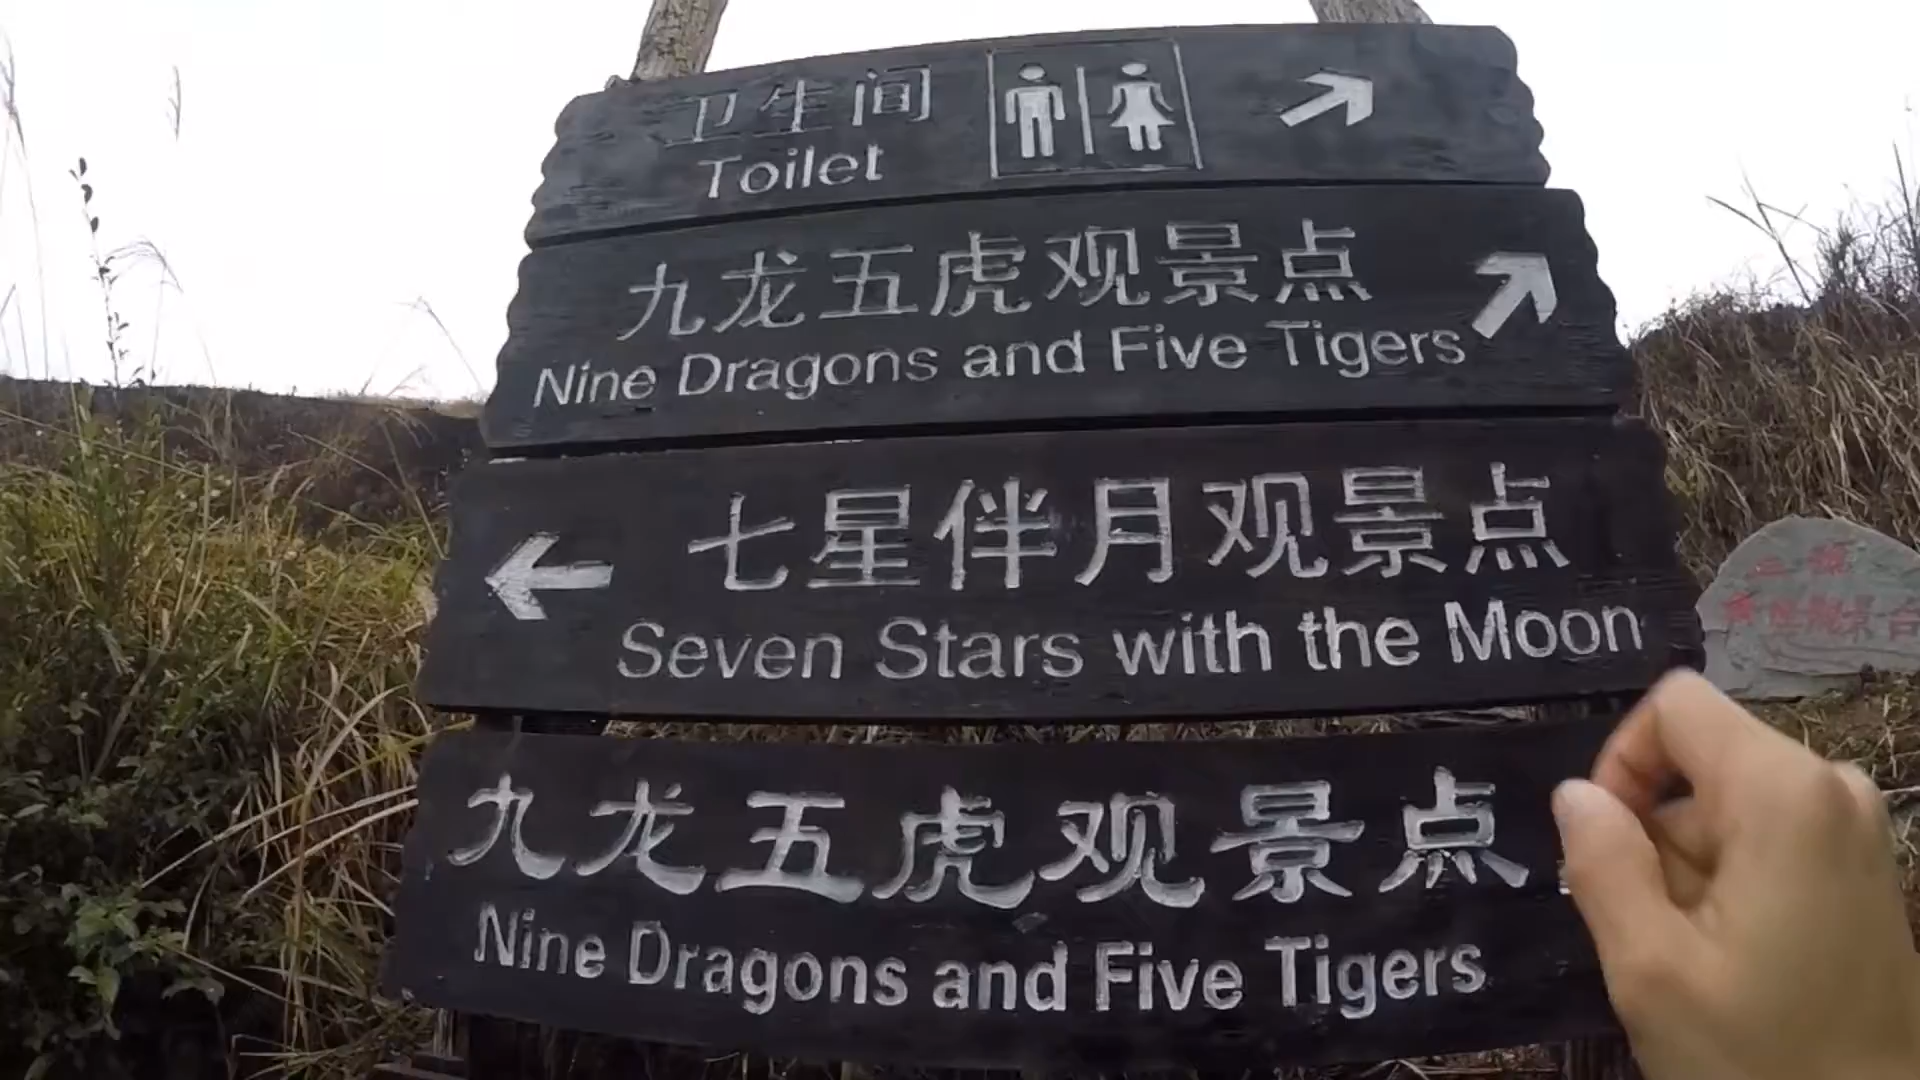 卫生间
Toilet
九龙五虎观景点
Nine Dragons and Five Tigers
七星伴月观景点
Seven Stars with the Moon
九龙五虎观景点
Nine Dragons and Five Tigers